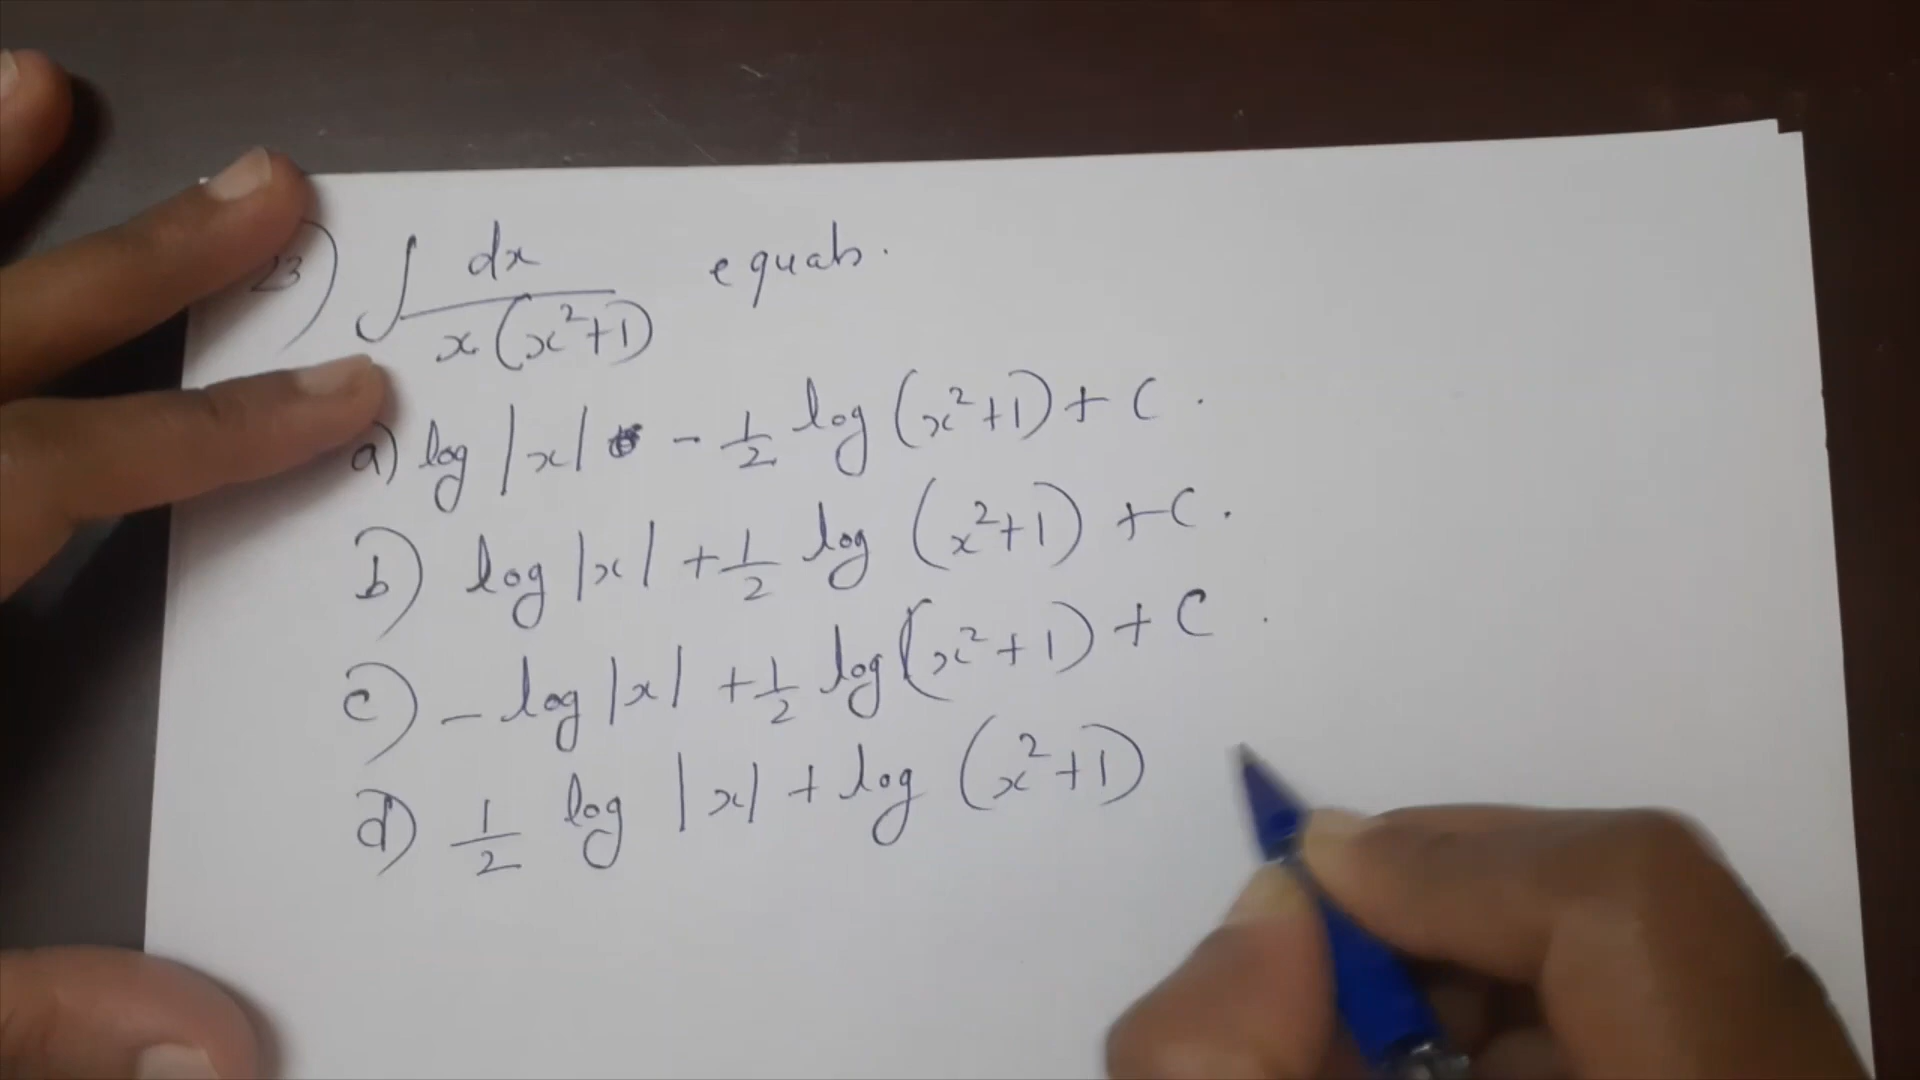 23) ∫ dx / x(x²+1) equals.
a) log |x| - 1/2 log (x²+1) + C.
b) log |x| + 1/2 log (x²+1) + C.
c) - log |x| + 1/2 log (x²+1) + C.
d) 1/2 log |x| + log (x²+1)